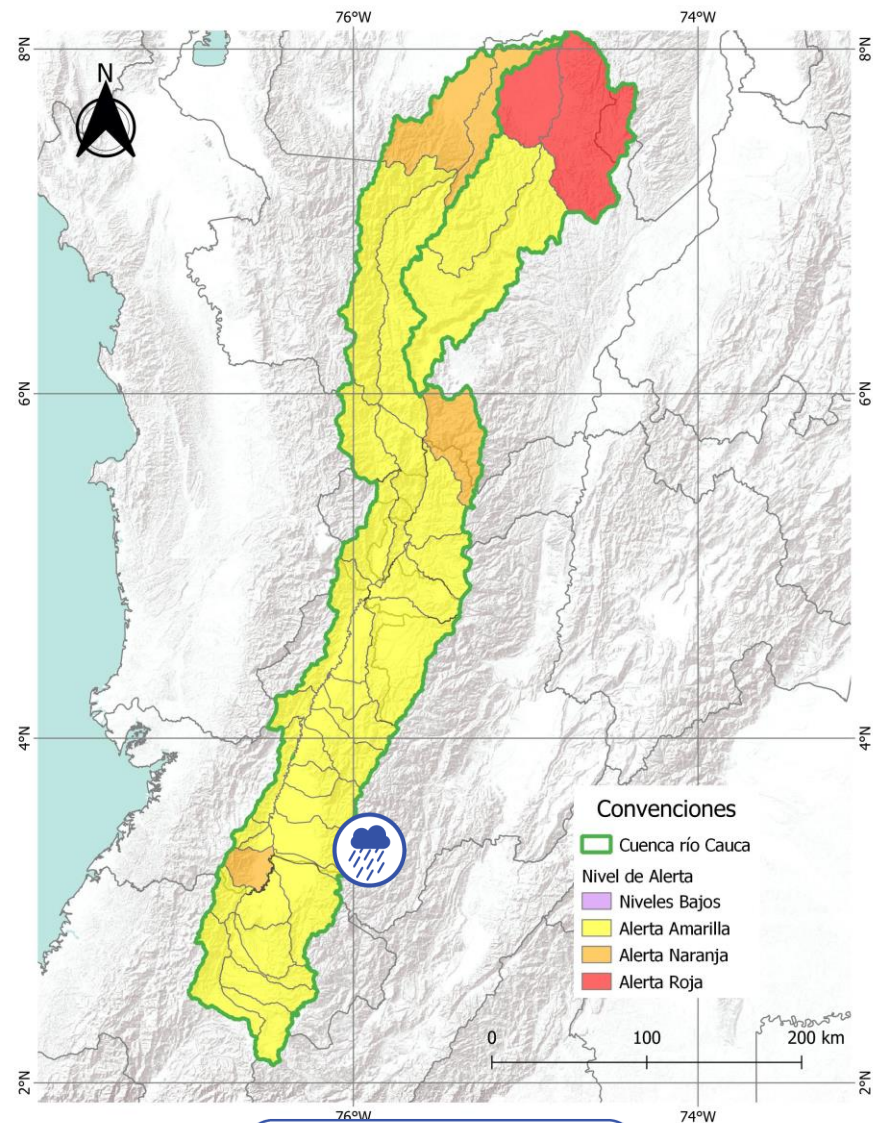 76°W 74°W
8°N 8°N
N
6°N 6°N
4°N 4°N
Convenciones
Cuenca río Cauca
Nivel de Alerta
Niveles Bajos
Alerta Amarilla
Alerta Naranja
Alerta Roja
0 100 200 km
2°N 2°N
76°W 74°W